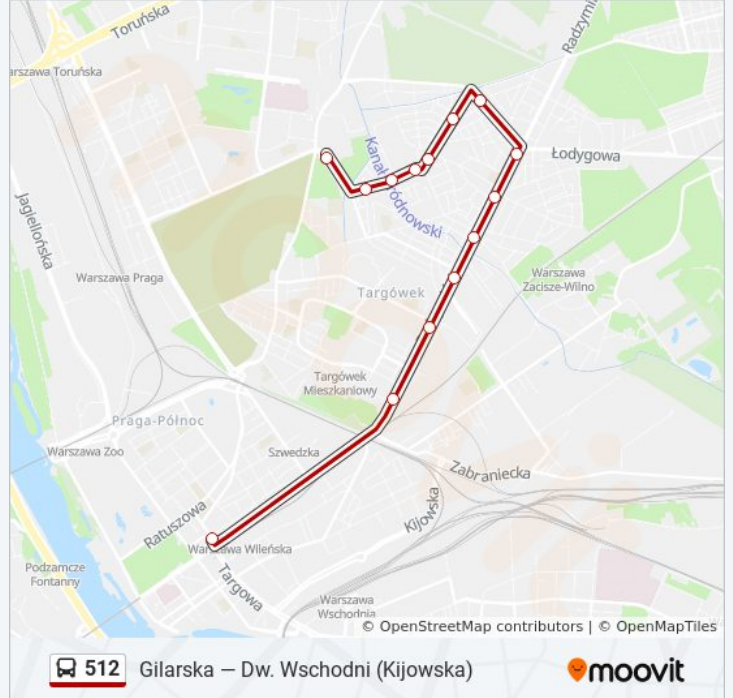 Toruńska
Radzymi
arszawa Toruńska
Kanał
ródnowski
Łodygowa
Jagiellońska
Warszawa Praga
Targówek
Warszawa
Zacisze-Wilno
Targówek
Mieszkaniowy
Praga-Północ
Warszawa Zoo
Szwedzka
Zabraniecka
Kijowska
Ratuszowa
Warszawa Wileńska
Podzamcze
Fontanny
Targowa
Warszawa
Wschodnia
© OpenStreetMap contributors | © OpenMapTiles
512 Gilarska — Dw. Wschodni (Kijowska)
moovit